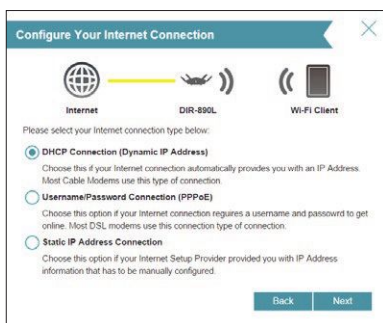 Configure Your Internet Connection
Internet DIR-890L Wi-Fi Client
Please select your Internet connection type below:
DHCP Connection (Dynamic IP Address)
Choose this if your Internet connection automatically provides you with an IP Address.
Most Cable Modems use this type of connection.
Username/Password Connection (PPPoE)
Choose this option if your Internet connection requires a username and passowrd to get
online. Most DSL modems use this connection type of connection.
Static IP Address Connection
Choose this option if your Internet Setup Provider provided you with IP Address
information that has to be manually configured.
Back Next